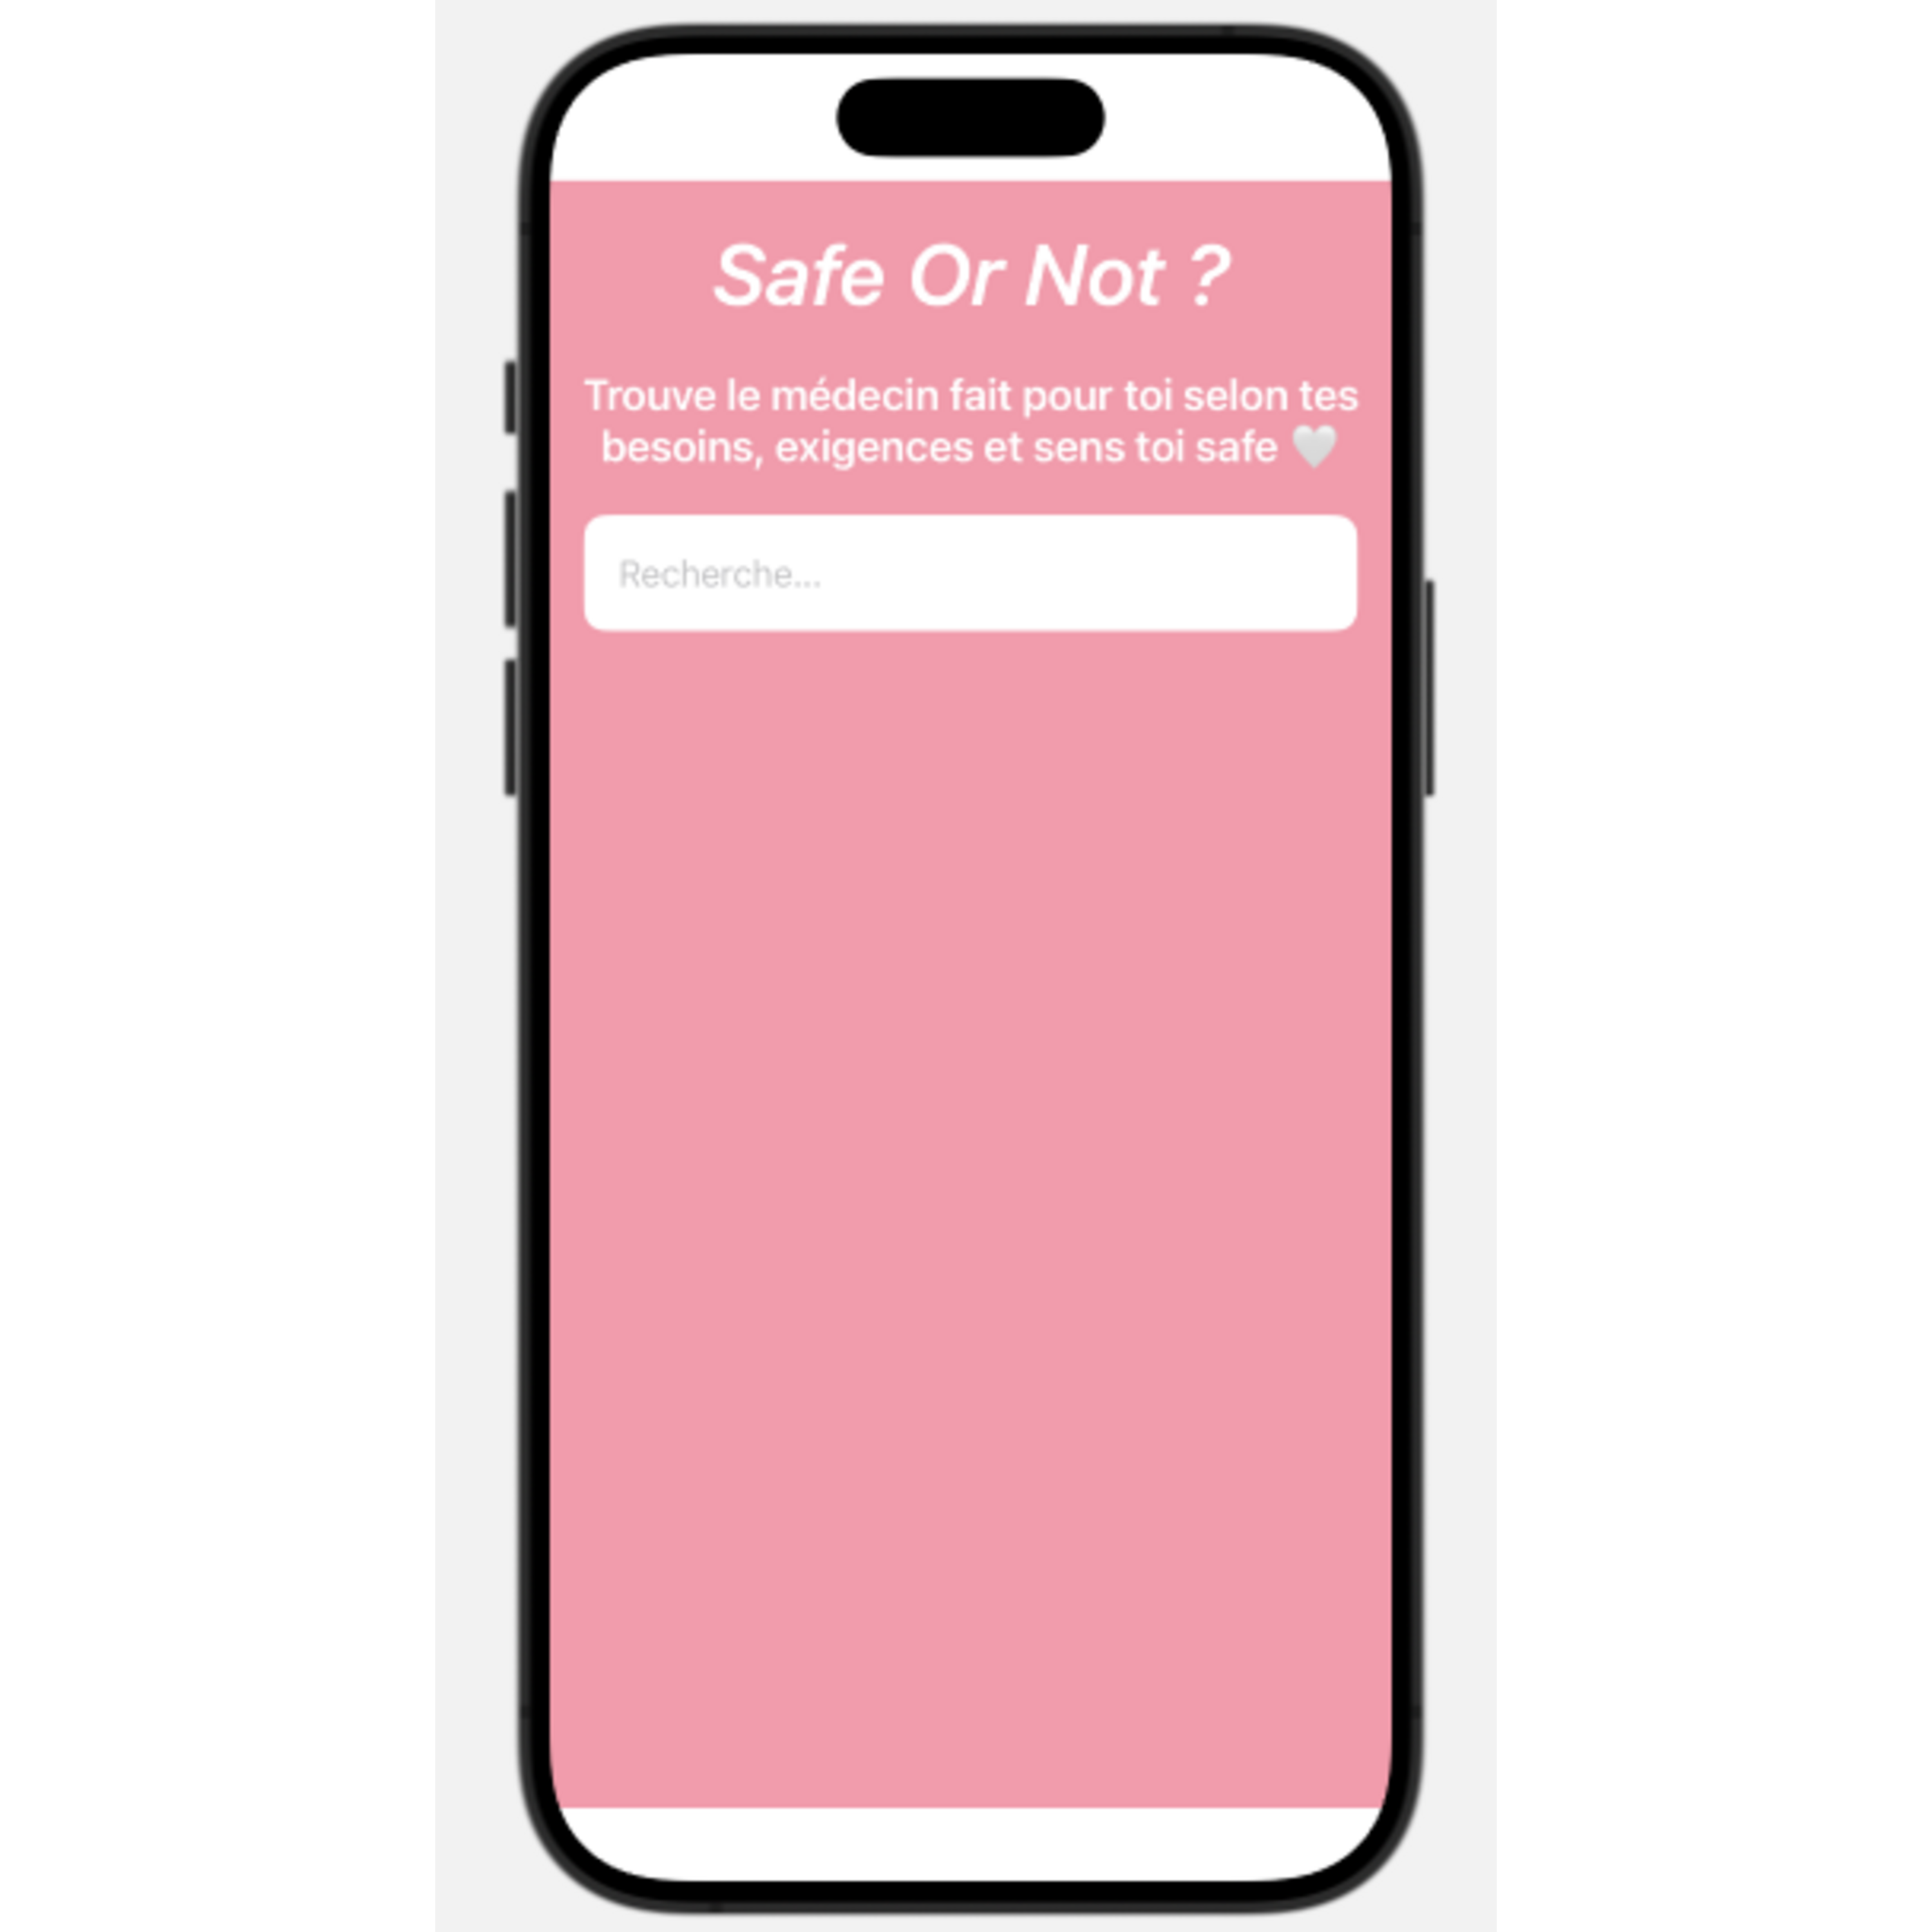 Safe Or Not ?
Trouve le médecin fait pour toi selon tes
besoins, exigences et sens toi safe 🤍
Recherche...